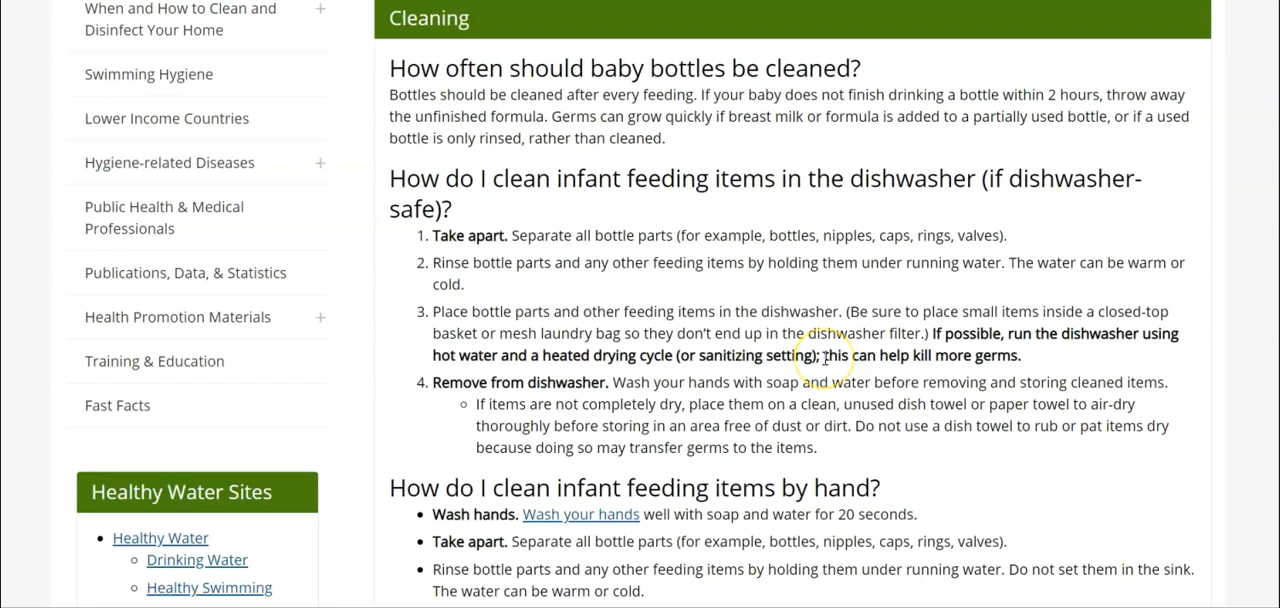 When and How to Clean and
Disinfect Your Home
Swimming Hygiene
Lower Income Countries
Hygiene-related Diseases
Public Health & Medical
Professionals
Publications, Data, & Statistics
Health Promotion Materials
Training & Education
Fast Facts
Healthy Water Sites
Healthy Water
Drinking Water
Healthy Swimming
Cleaning
How often should baby bottles be cleaned?
Bottles should be cleaned after every feeding. If your baby does not finish drinking a bottle within 2 hours, throw away
the unfinished formula. Germs can grow quickly if breast milk or formula is added to a partially used bottle, or if a used
bottle is only rinsed, rather than cleaned.
How do I clean infant feeding items in the dishwasher (if dishwasher-
safe)?
1. Take apart. Separate all bottle parts (for example, bottles, nipples, caps, rings, valves).
2. Rinse bottle parts and any other feeding items by holding them under running water. The water can be warm or
cold.
3. Place bottle parts and other feeding items in the dishwasher. (Be sure to place small items inside a closed-top
basket or mesh laundry bag so they don't end up in the dishwasher filter.) If possible, run the dishwasher using
hot water and a heated drying cycle (or sanitizing setting); this can help kill more germs.
4. Remove from dishwasher. Wash your hands with soap and water before removing and storing cleaned items.
If items are not completely dry, place them on a clean, unused dish towel or paper towel to air-dry
thoroughly before storing in an area free of dust or dirt. Do not use a dish towel to rub or pat items dry
because doing so may transfer germs to the items.
How do I clean infant feeding items by hand?
Wash hands. Wash your hands well with soap and water for 20 seconds.
Take apart. Separate all bottle parts (for example, bottles, nipples, caps, rings, valves).
Rinse bottle parts and any other feeding items by holding them under running water. Do not set them in the sink.
The water can be warm or cold.